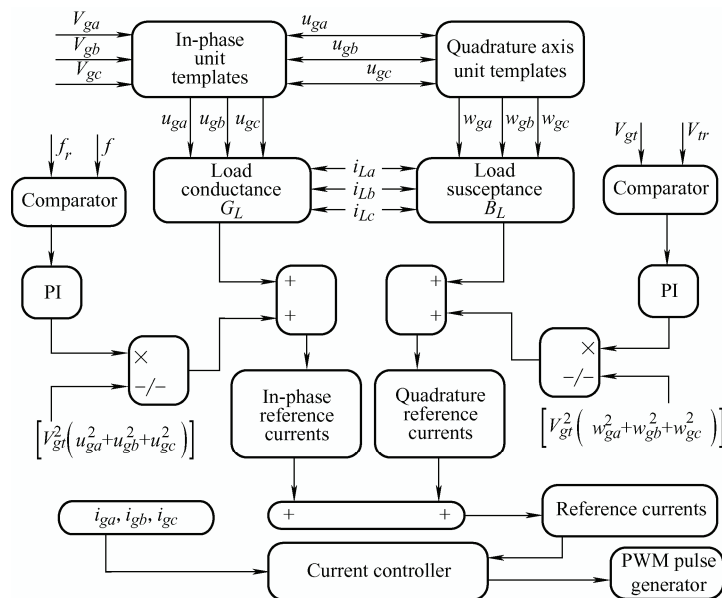 V_ga
V_gb
V_gc
In-phase
unit
templates
u_ga
u_gb
u_gc
Quadrature axis
unit templates
u_ga u_gb u_gc
w_ga w_gb w_gc
f_r f
V_gt V_tr
Comparator
Load
conductance
G_L
i_La
i_Lb
i_Lc
Load
susceptance
B_L
Comparator
PI
+
+
+
+
PI
×
-/-
×
-/-
In-phase
reference
currents
Quadrature
reference
currents
[V_gt^2(u_ga^2+u_gb^2+u_gc^2)]
[V_gt^2( w_ga^2+w_gb^2+w_gc^2)]
i_ga, i_gb, i_gc
+ +
Reference currents
Current controller
PWM pulse
generator